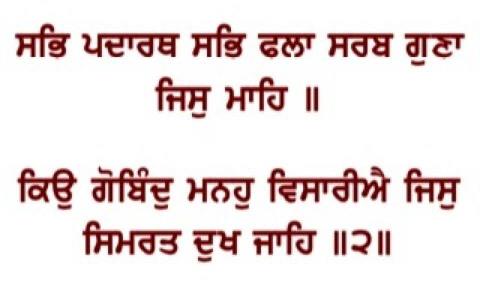 ਸਭਿ ਪਦਾਰਥ ਸਭਿ ਫਲਾ ਸਰਬ ਗੁਣਾ
ਜਿਸੁ ਮਾਹਿ ॥
ਕਿਉ ਗੋਬਿੰਦੁ ਮਨਹੁ ਵਿਸਾਰੀਐ ਜਿਸੁ
ਸਿਮਰਤ ਦੁਖ ਜਾਹਿ ॥੨॥